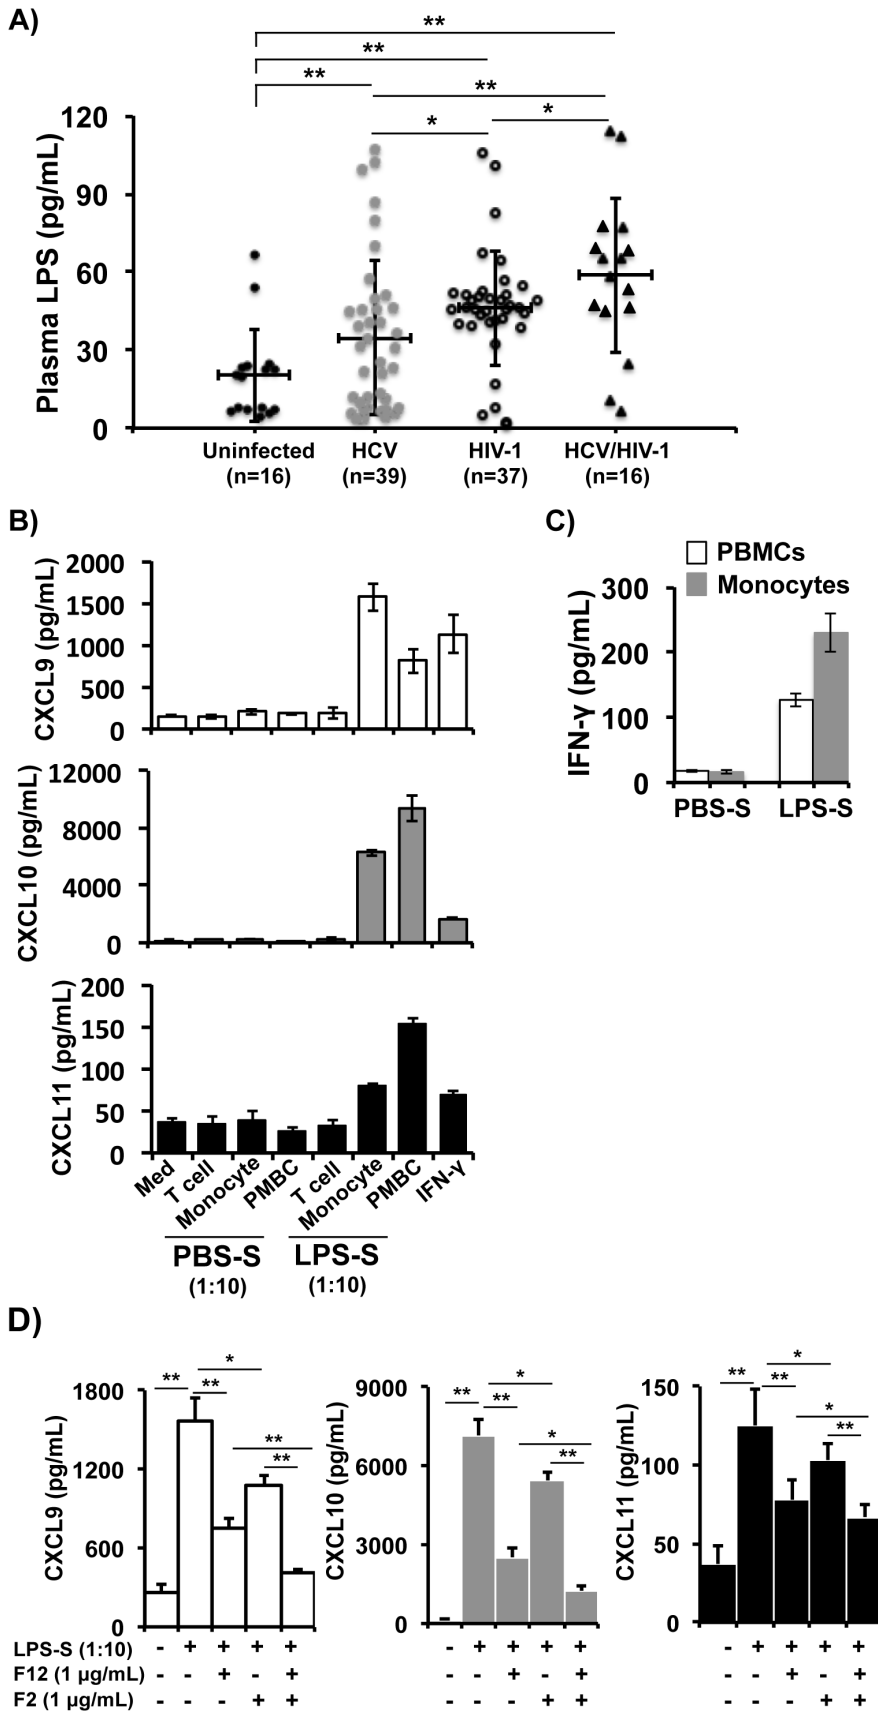 A)
**
**
**
**
*
*
Plasma LPS (pg/mL)
120
90
60
30
0
Uninfected HCV HIV-1 HCV/HIV-1
(n=16) (n=39) (n=37) (n=16)
B)
CXCL9 (pg/mL)
2000
1500
1000
500
0
CXCL10 (pg/mL)
12000
8000
4000
0
CXCL11 (pg/mL)
200
150
100
50
0
Med T cell Monocyte PMBC T cell Monocyte PMBC IFN-γ
PBS-S LPS-S
(1:10) (1:10)
C)
PBMCs
Monocytes
IFN-γ (pg/mL)
300
200
100
0
PBS-S LPS-S
D)
CXCL9 (pg/mL)
1800
1200
600
0
**
*
**
**
**
CXCL10 (pg/mL)
9000
6000
3000
0
**
*
**
*
**
CXCL11 (pg/mL)
150
100
50
0
**
*
**
*
**
LPS-S (1:10) - + + + + - + + + + - + + + +
F12 (1 µg/mL) - - + - + - - + - + - - + - +
F2 (1 µg/mL) - - - + + - - - + + - - - + +